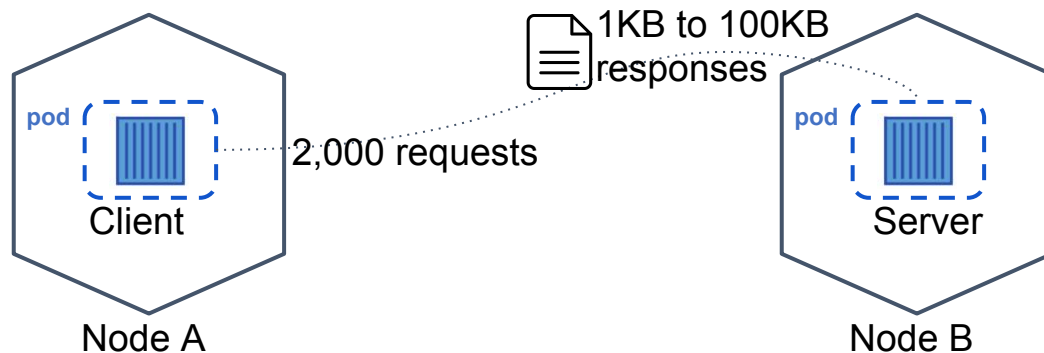 1KB to 100KB
responses
pod
pod
2,000 requests
Client
Server
Node A
Node B